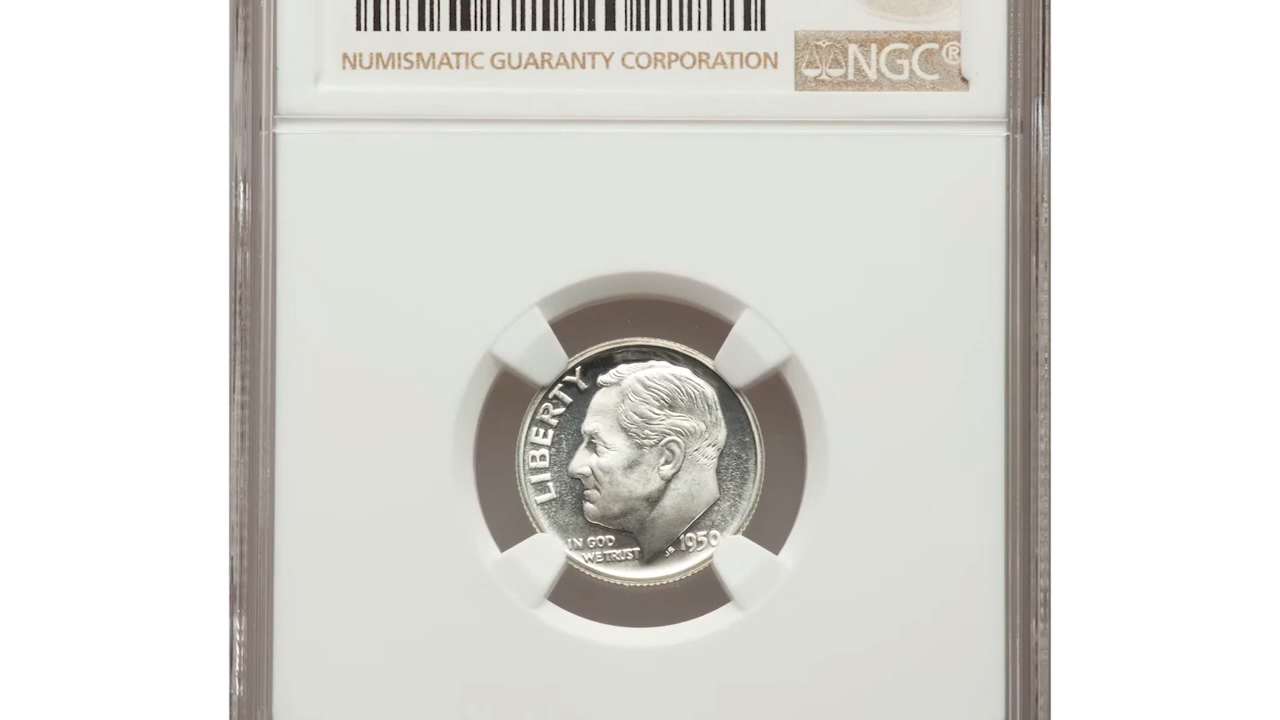 NUMISMATIC GUARANTY CORPORATION
NGC®
LIBERTY
IN GOD
WE TRUST
JS
1950